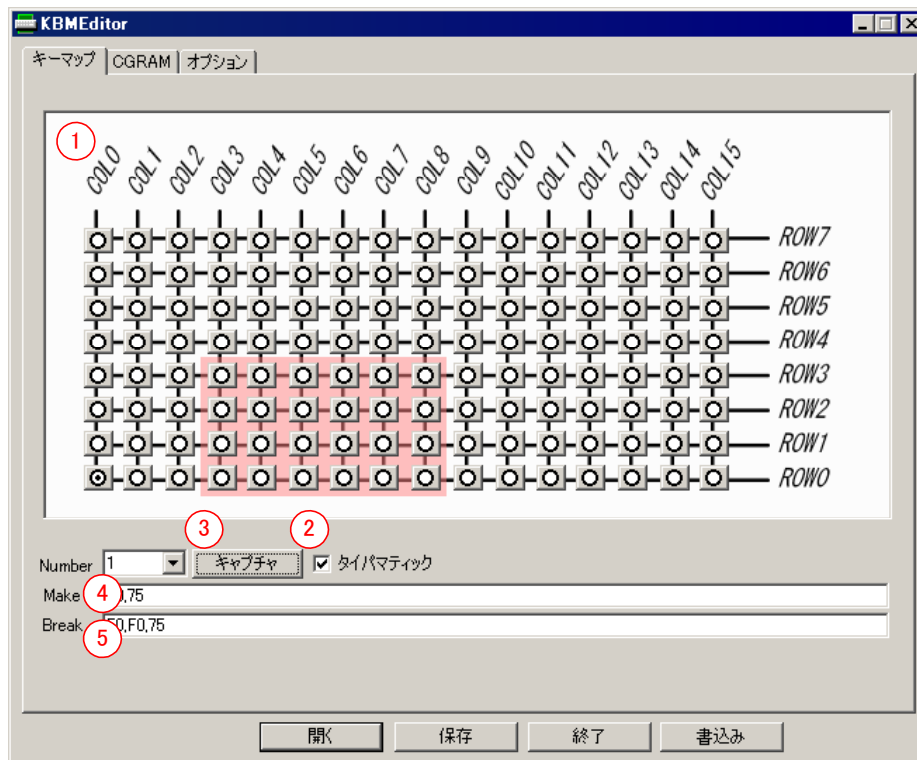 KBMEditor
キーマップ CGRAM オプション
①
COL0 COL1 COL2 COL3 COL4 COL5 COL6 COL7 COL8 COL9 COL10 COL11 COL12 COL13 COL14 COL15
ROW7
ROW6
ROW5
ROW4
ROW3
ROW2
ROW1
ROW0
③ ②
Number 1 キャプチャ タイパマティック
Make ④ 0,75
Break ⑤ E0,F0,75
開く 保存 終了 書込み